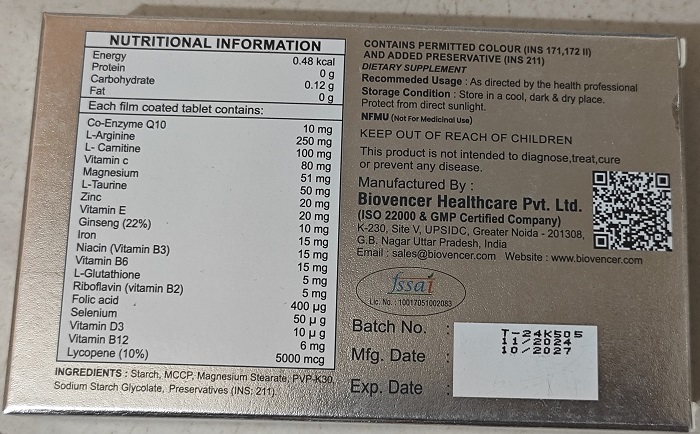 NUTRITIONAL INFORMATION
Energy 0.48 kcal
Protein 0 g
Carbohydrate 0.12 g
Fat 0 g
Each film coated tablet contains:
Co-Enzyme Q10 10 mg
L-Arginine 250 mg
L- Carnitine 100 mg
Vitamin c 80 mg
Magnesium 51 mg
L-Taurine 50 mg
Zinc 20 mg
Vitamin E 20 mg
Ginseng (22%) 10 mg
Iron 15 mg
Niacin (Vitamin B3) 15 mg
Vitamin B6 15 mg
L-Glutathione 5 mg
Riboflavin (vitamin B2) 5 mg
Folic acid 400 µg
Selenium 50 µ g
Vitamin D3 10 µ g
Vitamin B12 6 mg
Lycopene (10%) 5000 mcg
INGREDIENTS : Starch, MCCP, Magnesium Stearate, PVP-K30,
Sodium Starch Glycolate, Preservatives (INS: 211).
CONTAINS PERMITTED COLOUR (INS 171,172 II)
AND ADDED PRESERVATIVE (INS 211)
DIETARY SUPPLEMENT
Recommeded Usage : As directed by the health professional
Storage Condition : Store in a cool, dark & dry place.
Protect from direct sunlight.
NFMU (Not For Medicinal Use)
KEEP OUT OF REACH OF CHILDREN
This product is not intended to diagnose,treat,cure
or prevent any disease.
Manufactured By :
Biovencer Healthcare Pvt. Ltd.
(ISO 22000 & GMP Certified Company)
K-230, Site V, UPSIDC, Greater Noida - 201308,
G.B. Nagar Uttar Pradesh, India
Email : sales@biovencer.com Website : www.biovencer.com
fssai
Lic. No. : 10017051002083
Batch No. : T-24K505
Mfg. Date : 11/2024
Exp. Date : 10/2027